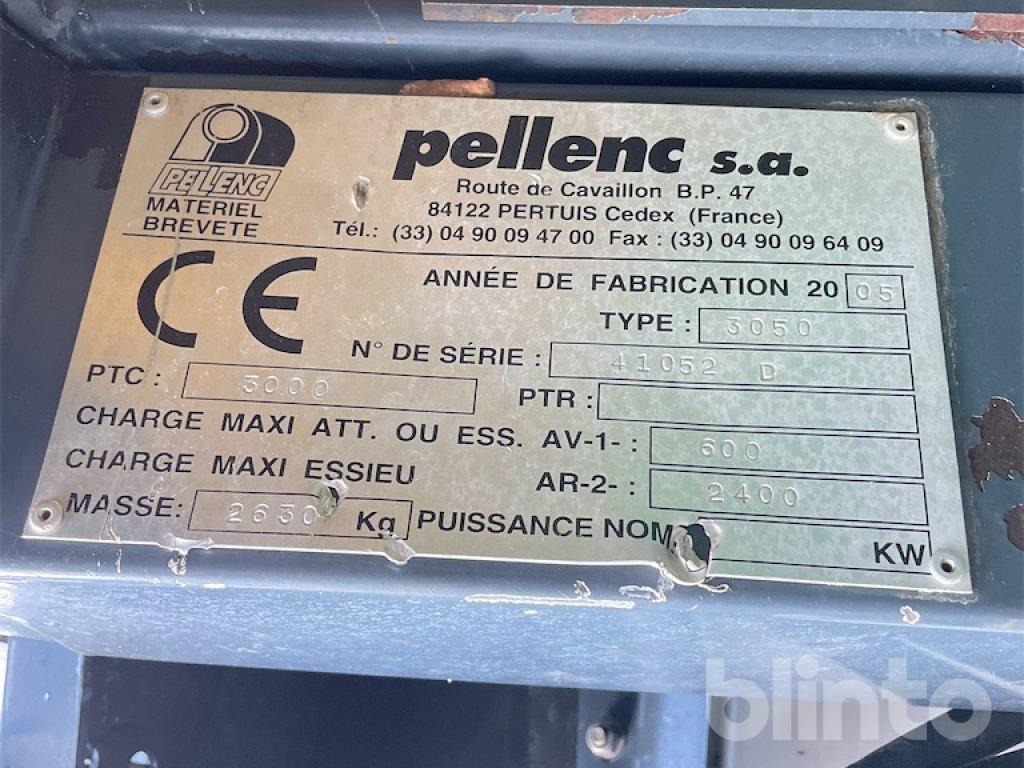 PELLENC
MATERIEL
BREVETE
pellenc s.a.
Route de Cavaillon B.P. 47
84122 PERTUIS Cedex (France)
Tél.: (33) 04 90 09 47 00 Fax : (33) 04 90 09 64 09
CE
ANNÉE DE FABRICATION 20 05
TYPE : 3050
N° DE SÉRIE : 41052 D
PTC : 3000 PTR :
CHARGE MAXI ATT. OU ESS. AV-1- : 600
CHARGE MAXI ESSIEU AR-2- : 2400
MASSE: 2630 Kg PUISSANCE NOM. KW
blinto